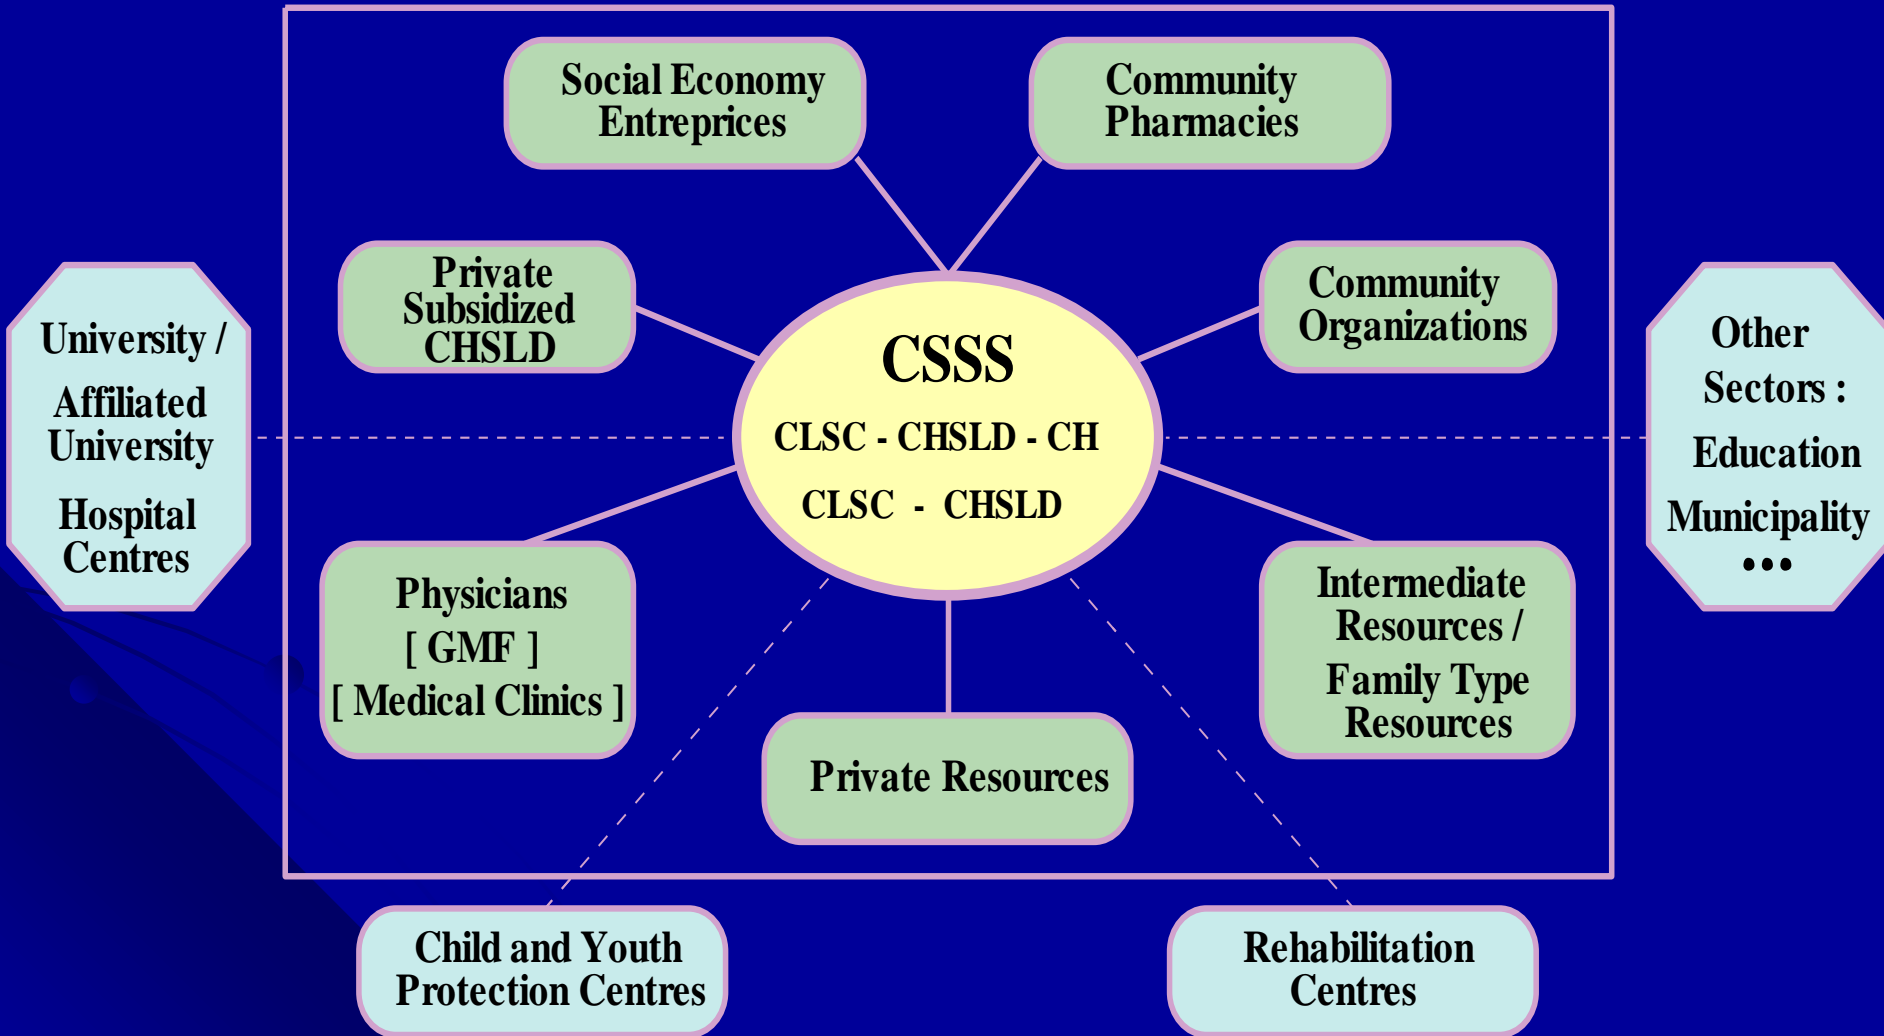 Social Economy
Entreprices
Community
Pharmacies
Private
Subsidized
CHSLD
Community
Organizations
University /
Affiliated
University
Hospital
Centres
CSSS
CLSC - CHSLD - CH
CLSC - CHSLD
Other
Sectors :
Education
Municipality
...
Physicians
[ GMF ]
[ Medical Clinics ]
Intermediate
Resources /
Family Type
Resources
Private Resources
Child and Youth
Protection Centres
Rehabilitation
Centres